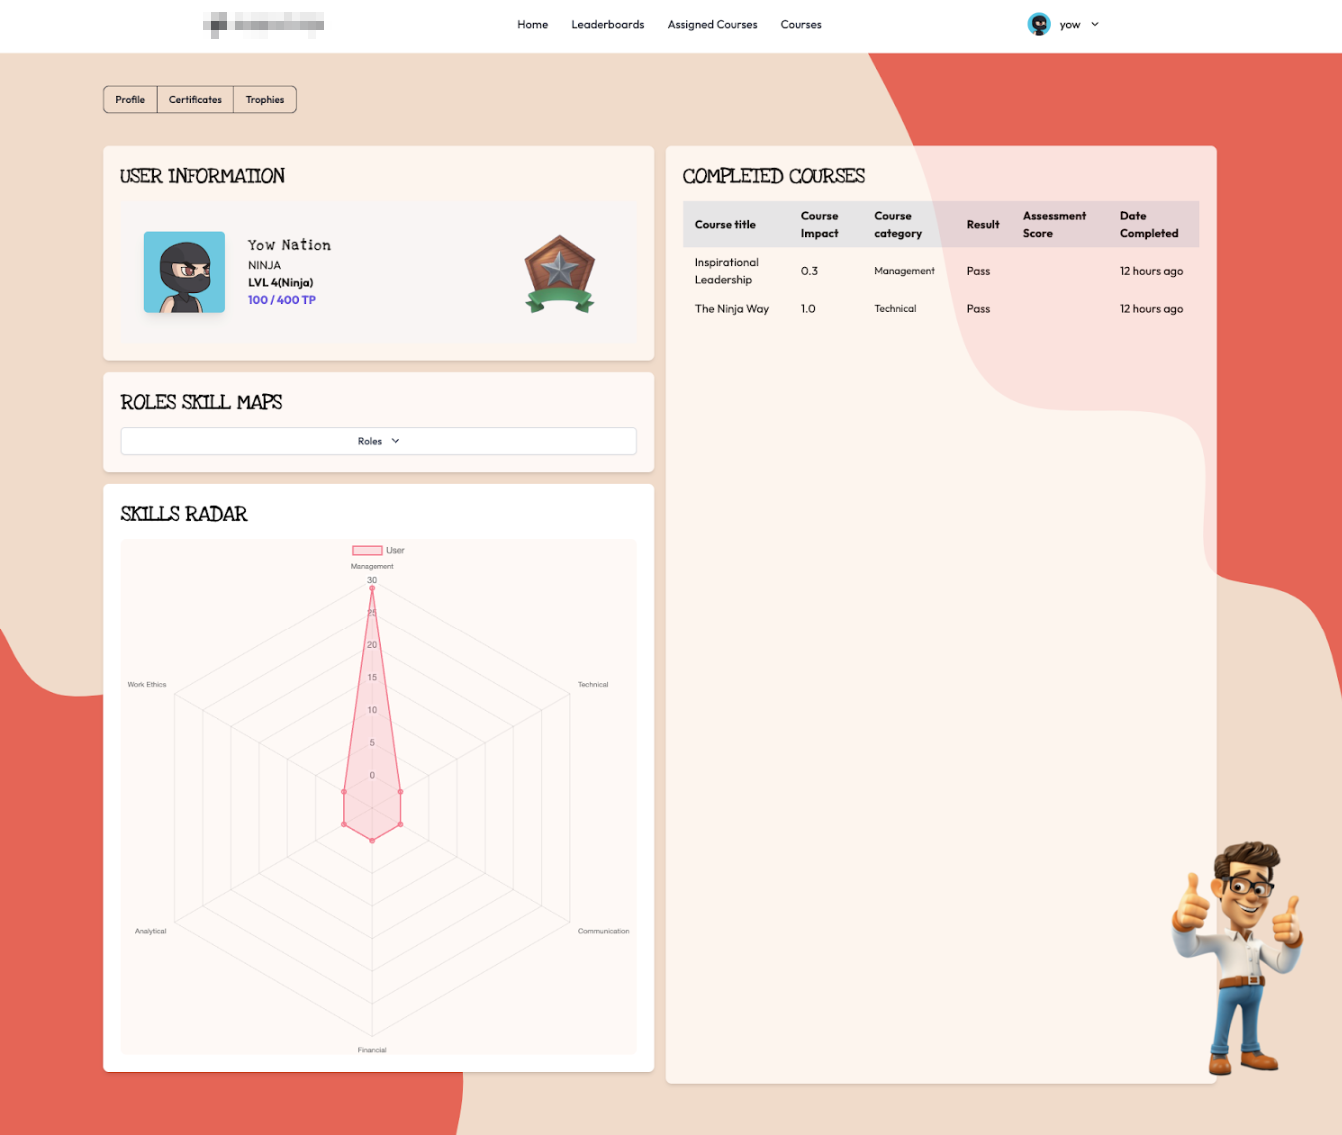 Home Leaderboards Assigned Courses Courses yow
Profile Certificates Trophies
USER INFORMATION
Yow Nation
NINJA
LVL 4(Ninja)
100 / 400 TP
ROLES SKILL MAPS
Roles
SKILLS RADAR
User
Management
30
25
20
15
10
5
0
Work Ethics
Technical
Analytical
Communication
Financial
COMPLETED COURSES
Course title Course Impact Course category Result Assessment Score Date Completed
Inspirational Leadership 0.3 Management Pass 12 hours ago
The Ninja Way 1.0 Technical Pass 12 hours ago